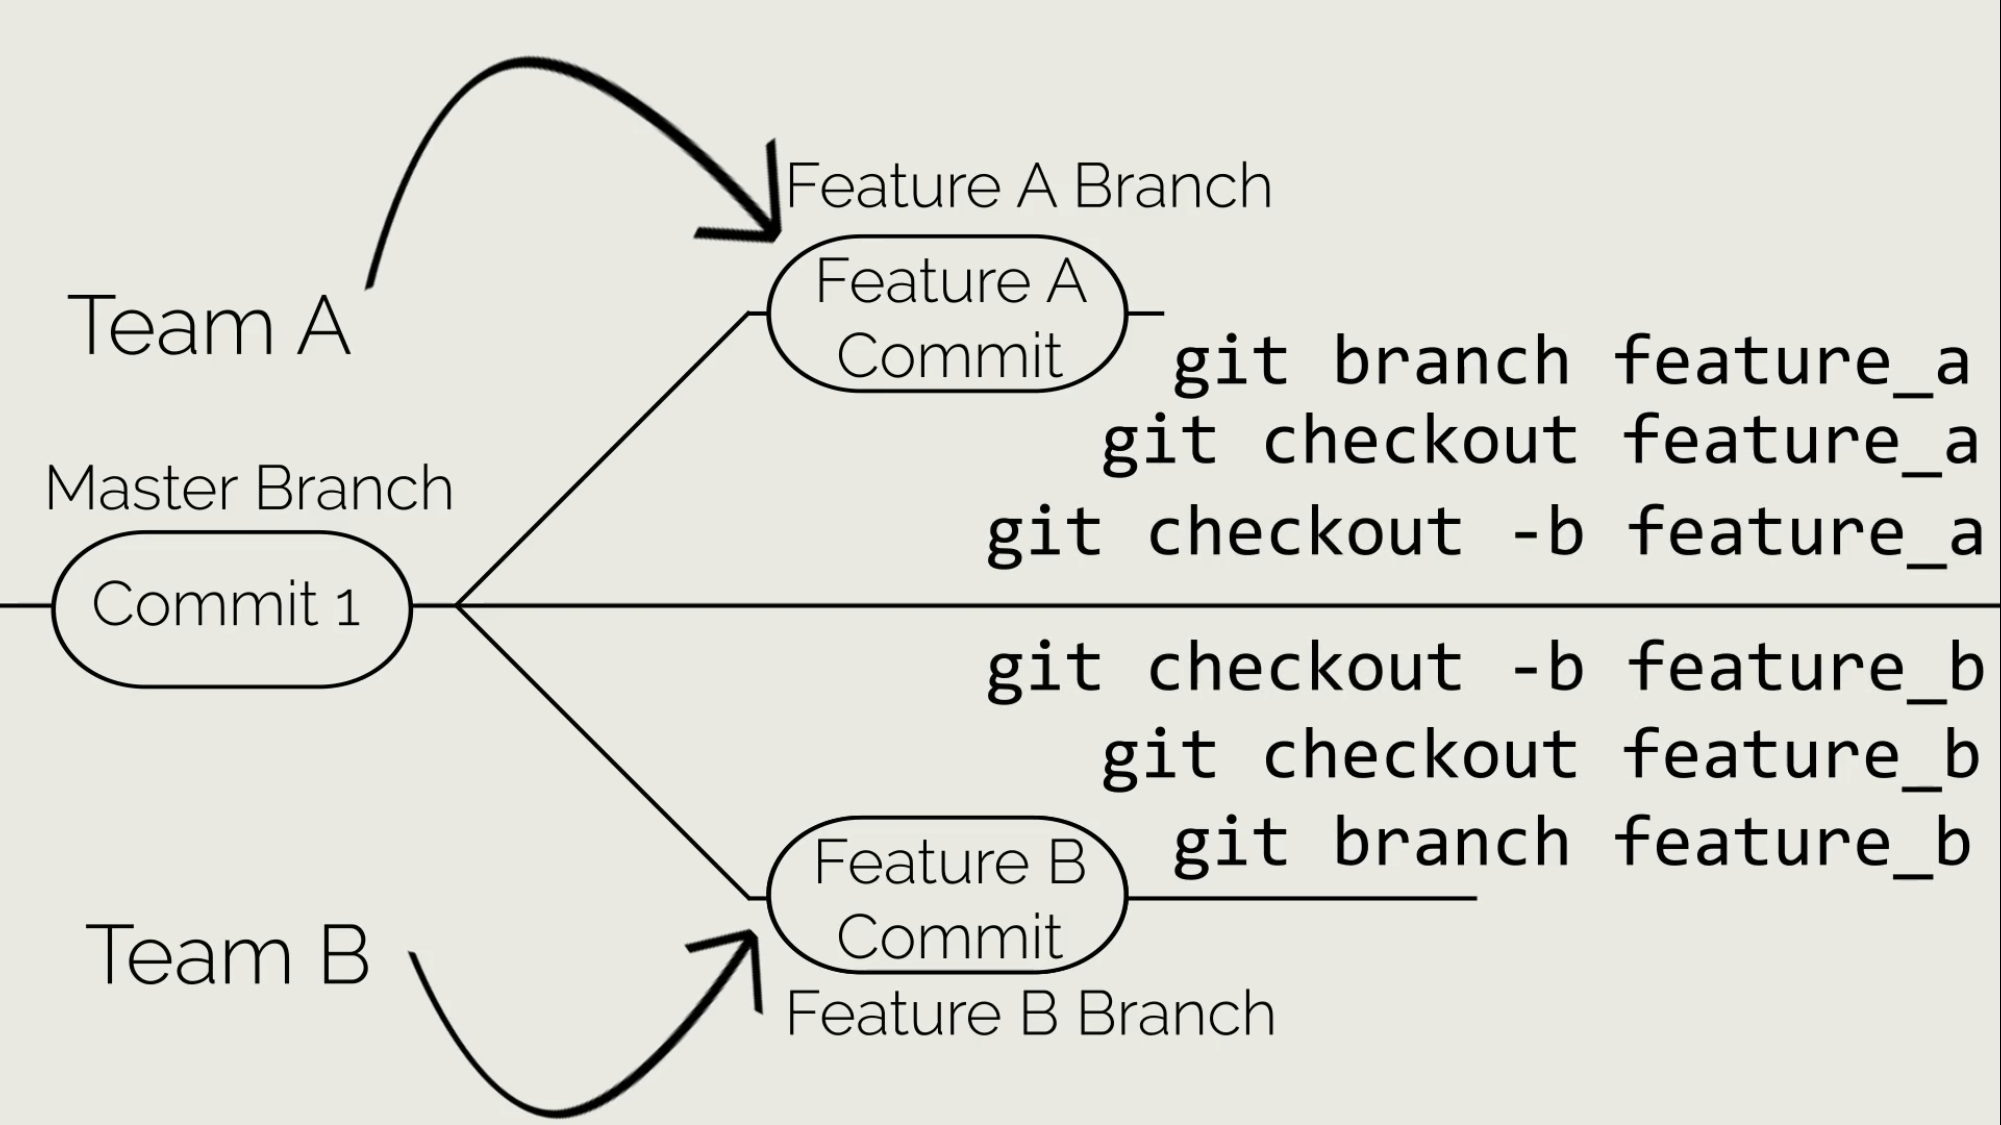 Feature A Branch
Feature A
Commit
Team A
git branch feature_a
git checkout feature_a
git checkout -b feature_a
Master Branch
Commit 1
git checkout -b feature_b
git checkout feature_b
git branch feature_b
Feature B
Commit
Team B
Feature B Branch